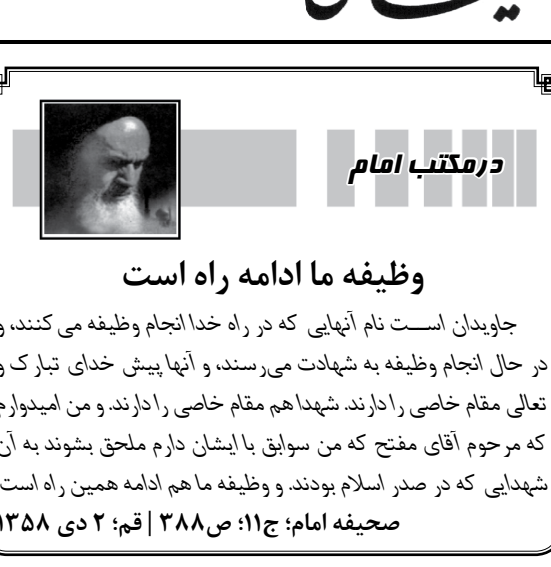 درمکتب امام
وظیفه ما ادامه راه است
جاویدان است نام آنهایی که در راه خدا انجام وظیفه می کنند، و
در حال انجام وظیفه به شهادت می‌رسند، و آنها پیش خدای تبارک و
تعالی مقام خاصی را دارند. شهدا هم مقام خاصی را دارند. و من امیدوارم
که مرحوم آقای مفتح که من سوابق با ایشان دارم ملحق بشوند به آن
شهدایی که در صدر اسلام بودند. و وظیفه ما هم ادامه همین راه است.
صحیفه امام؛ ج۱۱؛ ص۳۸۸ | قم؛ ۲ دی ۱۳۵۸